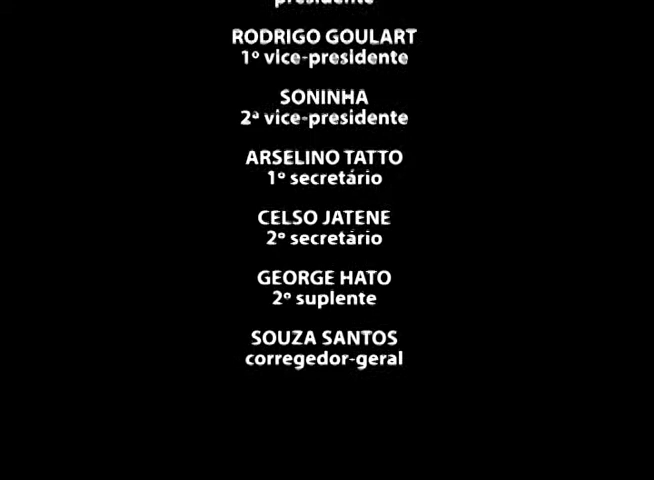 presidente
RODRIGO GOULART
1º vice-presidente
SONINHA
2ª vice-presidente
ARSELINO TATTO
1º secretário
CELSO JATENE
2º secretário
GEORGE HATO
2º suplente
SOUZA SANTOS
corregedor-geral